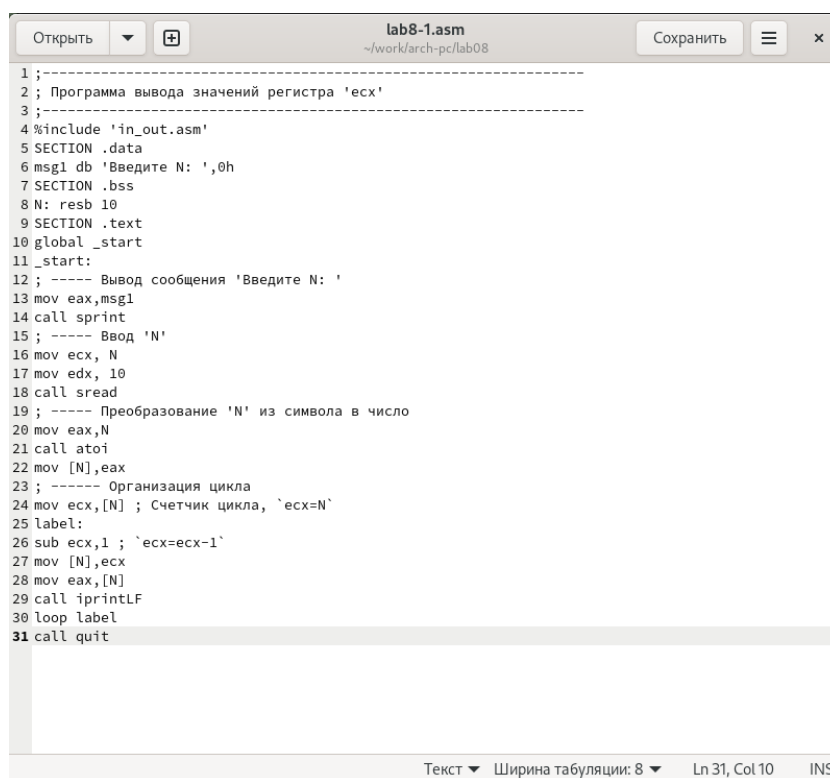 Открыть
lab8-1.asm
~/work/arch-pc/lab08
Сохранить
1 ;-----------------------------------------------------------------
2 ; Программа вывода значений регистра 'ecx'
3 ;-----------------------------------------------------------------
4 %include 'in_out.asm'
5 SECTION .data
6 msg1 db 'Введите N: ',0h
7 SECTION .bss
8 N: resb 10
9 SECTION .text
10 global _start
11 _start:
12 ; ----- Вывод сообщения 'Введите N: '
13 mov eax,msg1
14 call sprint
15 ; ----- Ввод 'N'
16 mov ecx, N
17 mov edx, 10
18 call sread
19 ; ----- Преобразование 'N' из символа в число
20 mov eax,N
21 call atoi
22 mov [N],eax
23 ; ------ Организация цикла
24 mov ecx,[N] ; Счетчик цикла, `ecx=N`
25 label:
26 sub ecx,1 ; `ecx=ecx-1`
27 mov [N],ecx
28 mov eax,[N]
29 call iprintLF
30 loop label
31 call quit
Текст Ширина табуляции: 8 Ln 31, Col 10 INS